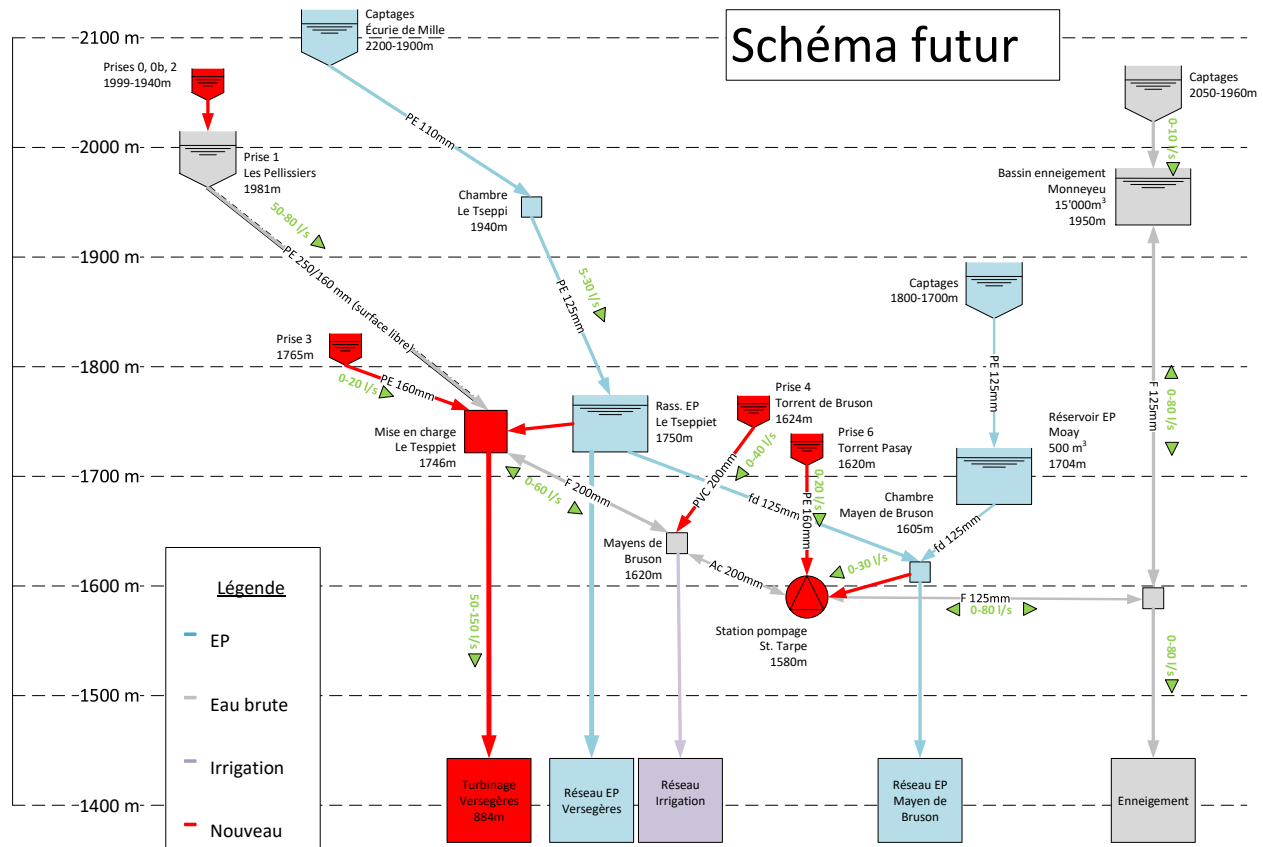 Schéma futur
2100 m
2000 m
1900 m
1800 m
1700 m
1600 m
1500 m
1400 m
Captages
Écurie de Mille
2200-1900m
Prises 0, 0b, 2
1999-1940m
Prise 1
Les Pellissiers
1981m
PE 110mm
Captages
2050-1960m
0-10 l/s
Bassin enneigement
Monneyeu
15'000m³
1950m
Chambre
Le Tseppi
1940m
50-80 l/s
PE 250/160 mm (surface libre)
5-30 l/s
PE 125mm
Captages
1800-1700m
PE 125mm
F 125mm
0-80 l/s
Prise 3
1765m
0-20 l/s
PE 160mm
Mise en charge
Le Tesppiet
1746m
Rass. EP
Le Tseppiet
1750m
Prise 4
Torrent de Bruson
1624m
0-40 l/s
PVC 200mm
Prise 6
Torrent Pasay
1620m
0.20 l/s
PE 160mm
Réservoir EP
Moay
500 m³
1704m
F 200mm
0-60 l/s
fd 125mm
Chambre
Mayen de Bruson
1605m
fd 125mm
Mayens de
Bruson
1620m
Ac 200mm
0-30 l/s
F 125mm
0-80 l/s
Station pompage
St. Tarpe
1580m
50-150 l/s
0-80 l/s
Légende
EP
Eau brute
Irrigation
Nouveau
Turbinage
Versegères
884m
Réseau EP
Versegères
Réseau
Irrigation
Réseau EP
Mayen de
Bruson
Enneigement